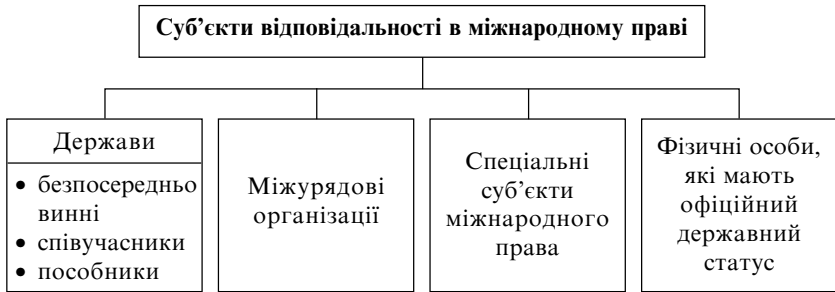 Суб’єкти відповідальності в міжнародному праві
Держави
• безпосередньо
винні
• співучасники
• пособники
Міжурядові
організації
Спеціальні
суб’єкти
міжнародного
права
Фізичні особи,
які мають
офіційний
державний
статус